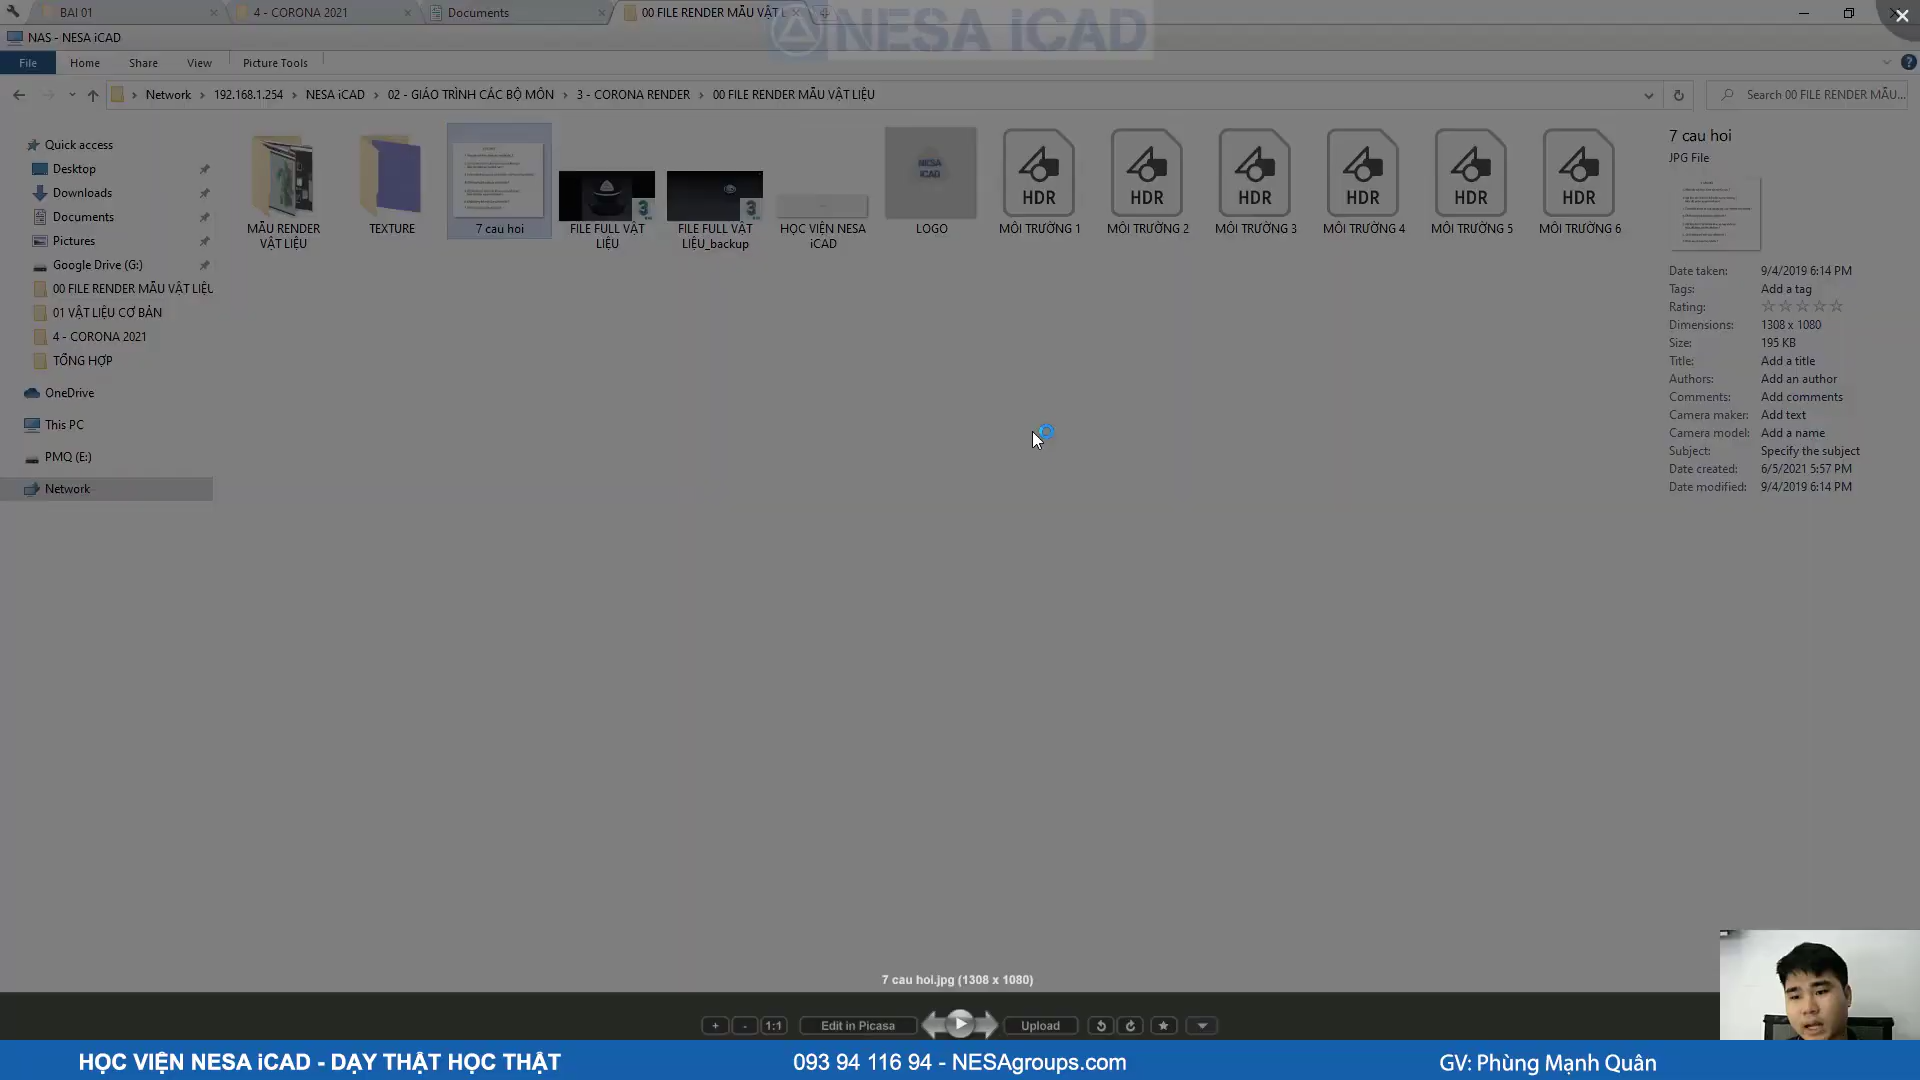 BAI 01
4 - CORONA 2021
Documents
00 FILE RENDER MẪU VẬT L
NESA iCAD
NAS - NESA iCAD
File
Home
Share
View
Picture Tools
Network
192.168.1.254
NESA iCAD
02 - GIÁO TRÌNH CÁC BỘ MÔN
3 - CORONA RENDER
00 FILE RENDER MẪU VẬT LIỆU
Search 00 FILE RENDER MẪU...
Quick access
Desktop
Downloads
Documents
Pictures
Google Drive (G:)
00 FILE RENDER MẪU VẬT LIỆU
01 VẬT LIỆU CƠ BẢN
4 - CORONA 2021
TỔNG HỢP
OneDrive
This PC
PMQ (E:)
Network
MẪU RENDER
VẬT LIỆU
TEXTURE
7 cau hoi
FILE FULL VẬT
LIỆU
FILE FULL VẬT
LIỆU_backup
HỌC VIỆN NESA
iCAD
NESA
iCAD
LOGO
HDR
MÔI TRƯỜNG 1
HDR
MÔI TRƯỜNG 2
HDR
MÔI TRƯỜNG 3
HDR
MÔI TRƯỜNG 4
HDR
MÔI TRƯỜNG 5
HDR
MÔI TRƯỜNG 6
7 cau hoi
JPG File
Date taken: 9/4/2019 6:14 PM
Tags: Add a tag
Rating:
Dimensions: 1308 x 1080
Size: 195 KB
Title: Add a title
Authors: Add an author
Comments: Add comments
Camera maker: Add text
Camera model: Add a name
Subject: Specify the subject
Date created: 6/5/2021 5:57 PM
Date modified: 9/4/2019 6:14 PM
7 cau hoi.jpg (1308 x 1080)
+
-
1:1
Edit in Picasa
Upload
HỌC VIỆN NESA iCAD - DẠY THẬT HỌC THẬT
093 94 116 94 - NESAgroups.com
GV: Phùng Mạnh Quân